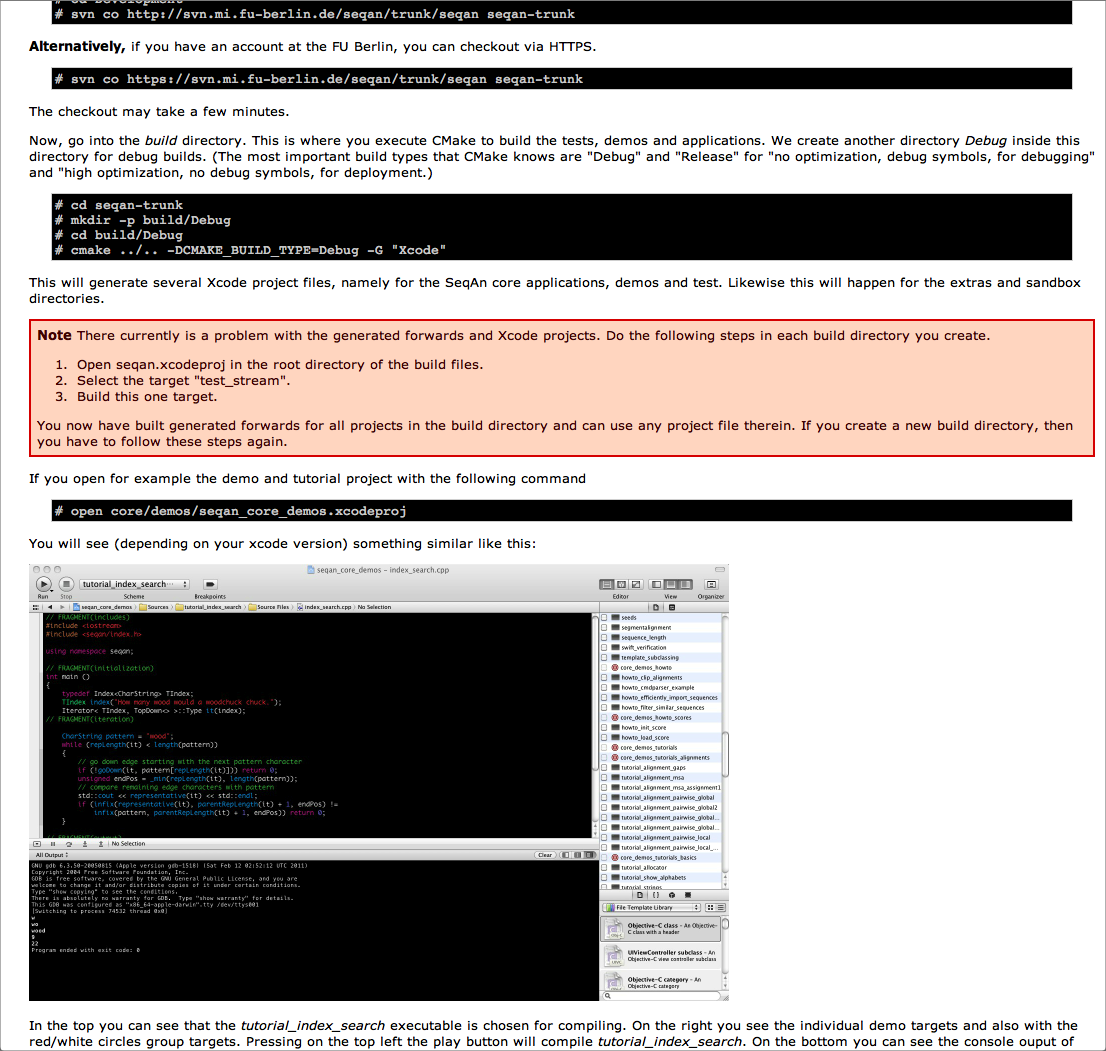 # svn co http://svn.mi.fu-berlin.de/seqan/trunk/seqan seqan-trunk
Alternatively, if you have an account at the FU Berlin, you can checkout via HTTPS.
# svn co https://svn.mi.fu-berlin.de/seqan/trunk/seqan seqan-trunk
The checkout may take a few minutes.
Now, go into the build directory. This is where you execute CMake to build the tests, demos and applications. We create another directory Debug inside this
directory for debug builds. (The most important build types that CMake knows are "Debug" and "Release" for "no optimization, debug symbols, for debugging"
and "high optimization, no debug symbols, for deployment.)
# cd seqan-trunk
# mkdir -p build/Debug
# cd build/Debug
# cmake ../.. -DCMAKE_BUILD_TYPE=Debug -G "Xcode"
This will generate several Xcode project files, namely for the SeqAn core applications, demos and test. Likewise this will happen for the extras and sandbox
directories.
Note There currently is a problem with the generated forwards and Xcode projects. Do the following steps in each build directory you create.
1. Open seqan.xcodeproj in the root directory of the build files.
2. Select the target "test_stream".
3. Build this one target.
You now have built generated forwards for all projects in the build directory and can use any project file therein. If you create a new build directory, then
you have to follow these steps again.
If you open for example the demo and tutorial project with the following command
# open core/demos/seqan_core_demos.xcodeproj
You will see (depending on your xcode version) something similar like this:
seqan_core_demos - index_search.cpp
tutorial_index_search···
Run Stop Scheme Breakpoints Editor View Organizer
seqan_core_demos Sources tutorial_index_search Source Files index_search.cpp No Selection
// FRAGMENT(includes)
#include <iostream>
#include <seqan/index.h>
using namespace seqan;
// FRAGMENT(initialization)
int main ()
{
typedef Index<CharString> TIndex;
TIndex index("How many wood would a woodchuck chuck.");
Iterator< TIndex, TopDown<> >::Type it(index);
// FRAGMENT(iteration)
CharString pattern = "wood";
while (repLength(it) < length(pattern))
{
// go down edge starting with the next pattern character
if (!goDown(it, pattern[repLength(it)])) return 0;
unsigned endPos = _min(repLength(it), length(pattern));
// compare remaining edge characters with pattern
std::cout << representative(it) << std::endl;
if (infix(representative(it), parentRepLength(it) + 1, endPos) !=
infix(pattern, parentRepLength(it) + 1, endPos)) return 0;
}
// FRAGMENT(output)
No Selection
All Output
Clear
GNU gdb 6.3.50-20050815 (Apple version gdb-1518) (Sat Feb 12 02:52:12 UTC 2011)
Copyright 2004 Free Software Foundation, Inc.
GDB is free software, covered by the GNU General Public License, and you are
welcome to change it and/or distribute copies of it under certain conditions.
Type "show copying" to see the conditions.
There is absolutely no warranty for GDB. Type "show warranty" for details.
This GDB was configured as "x86_64-apple-darwin".tty /dev/ttys001
[Switching to process 74532 thread 0x0]
w
wo
wood
9
22
Program ended with exit code: 0
seeds
segmentalignment
sequence_length
swift_verification
template_subclassing
core_demos_howto
howto_clip_alignments
howto_cmdparser_example
howto_efficiently_import_sequences
howto_filter_similar_sequences
core_demos_howto_scores
howto_init_score
howto_load_score
core_demos_tutorials
core_demos_tutorials_alignments
tutorial_alignment_gaps
tutorial_alignment_msa
tutorial_alignment_msa_assignment1
tutorial_alignment_pairwise_global
tutorial_alignment_pairwise_global2
tutorial_alignment_pairwise_global...
tutorial_alignment_pairwise_global...
tutorial_alignment_pairwise_local
tutorial_alignment_pairwise_local_...
core_demos_tutorials_basics
tutorial_allocator
tutorial_show_alphabets
tutorial_strings
File Template Library
Objective-C class - An Objective-
C class with a header
UIViewController subclass - An
Objective-C view controller subclass
Objective-C category - An
Objective-C category
In the top you can see that the tutorial_index_search executable is chosen for compiling. On the right you see the individual demo targets and also with the
red/white circles group targets. Pressing on the top left the play button will compile tutorial_index_search. On the bottom you can see the console ouput of